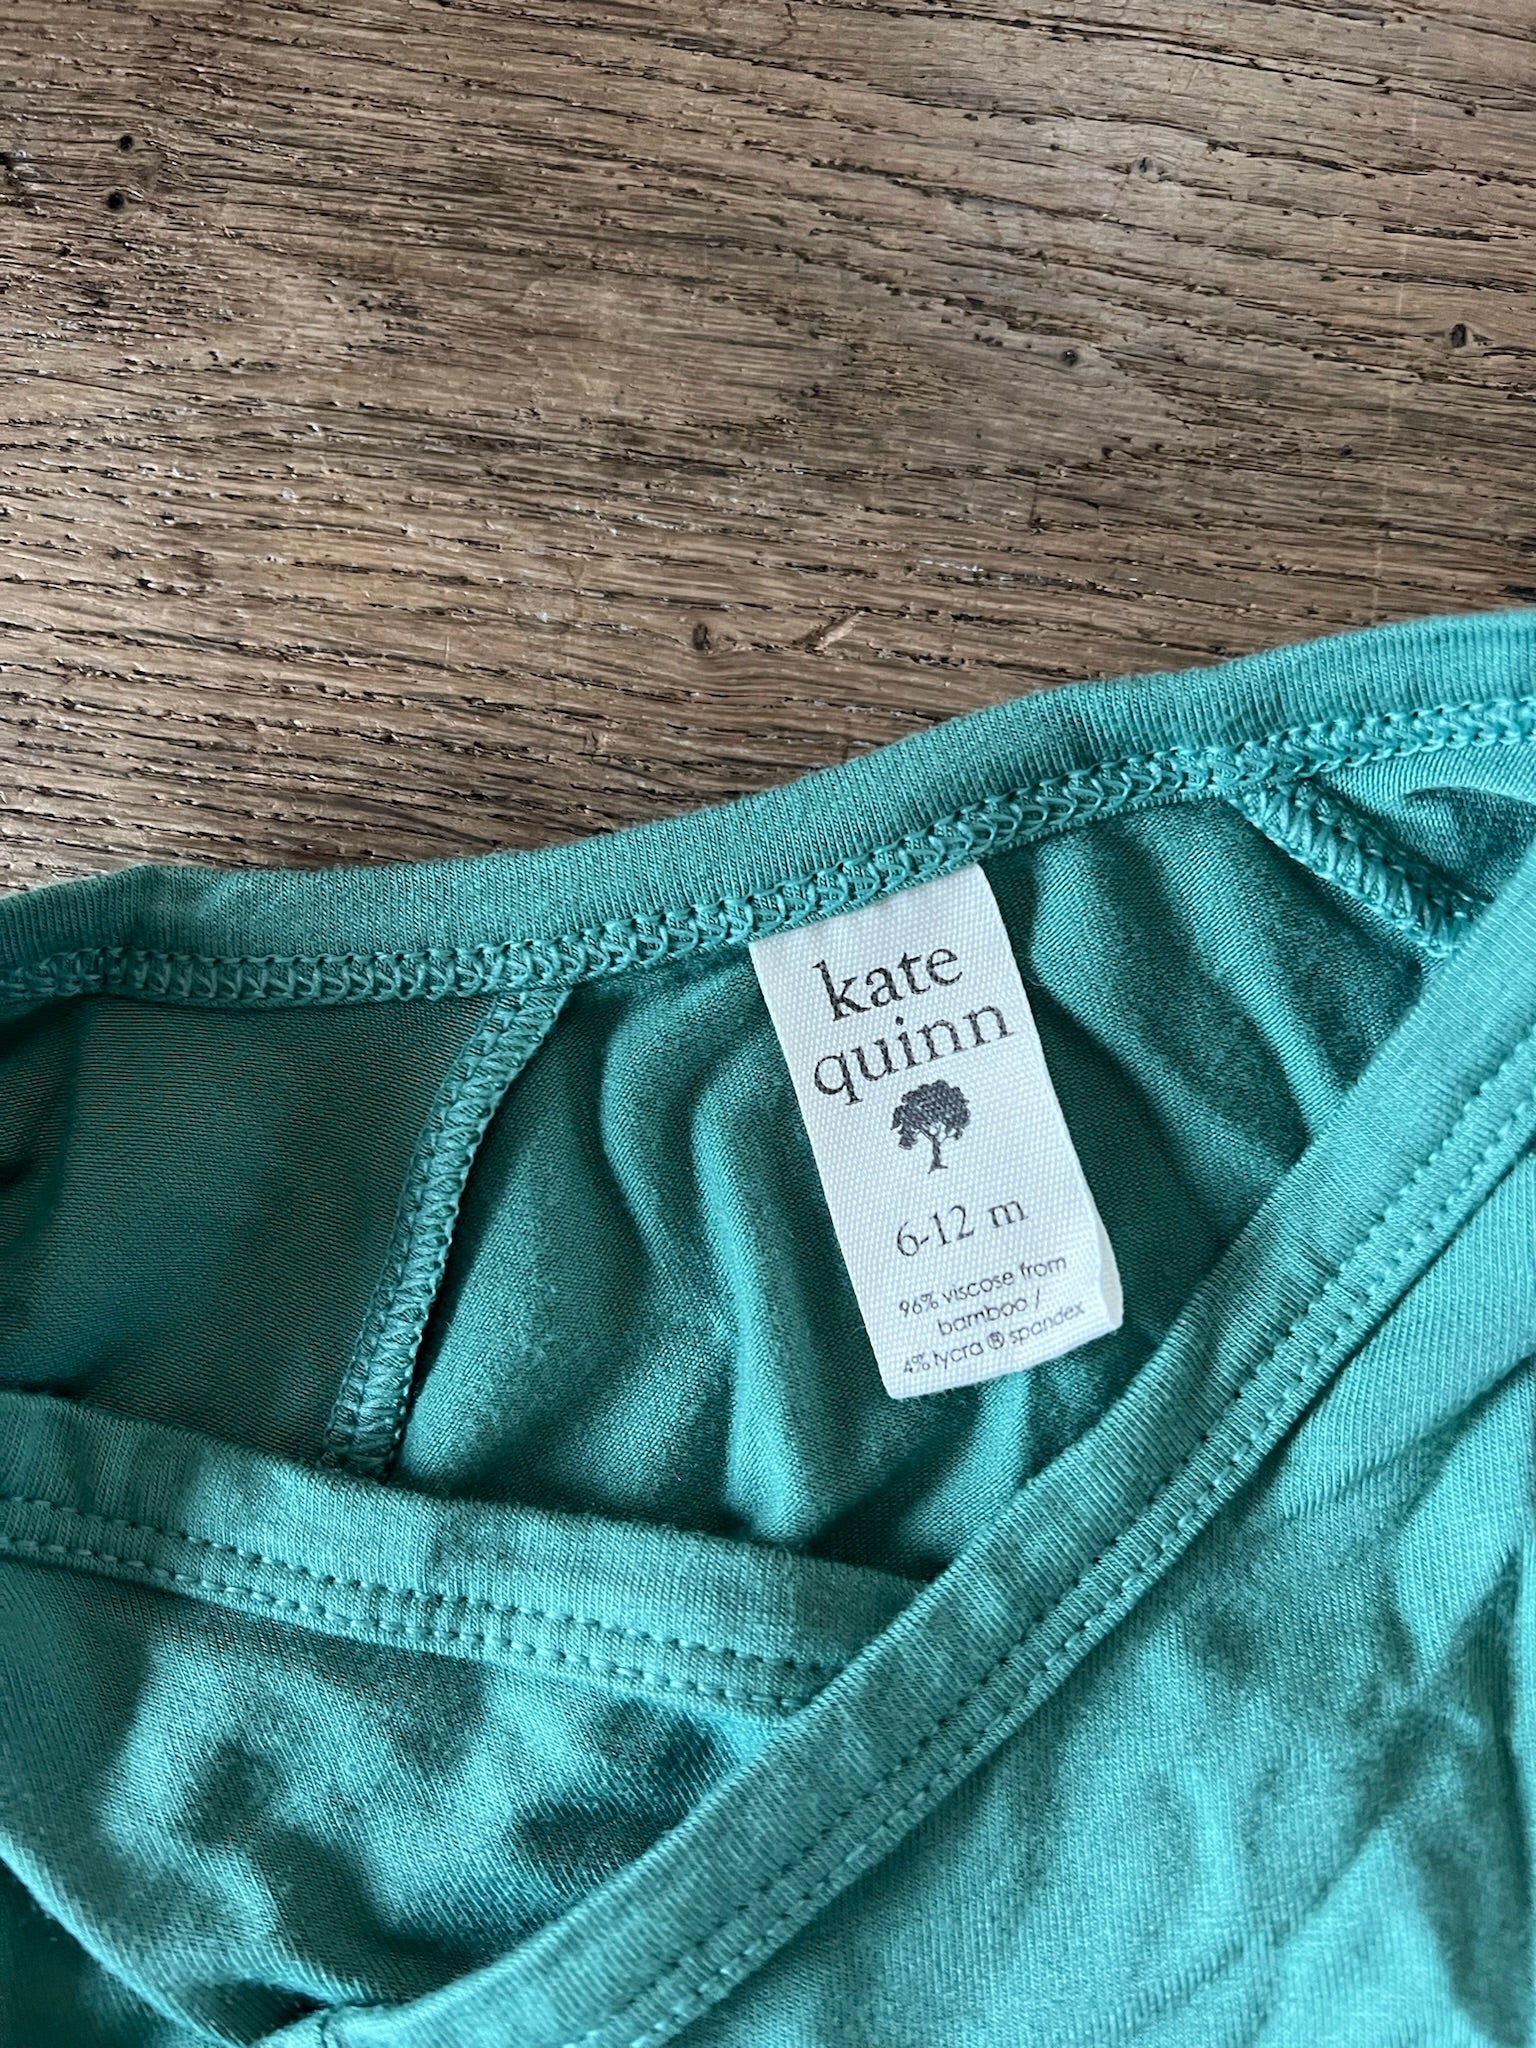 kate
quinn
6-12 m
96% viscose from
bamboo /
4% lycra ® spandex